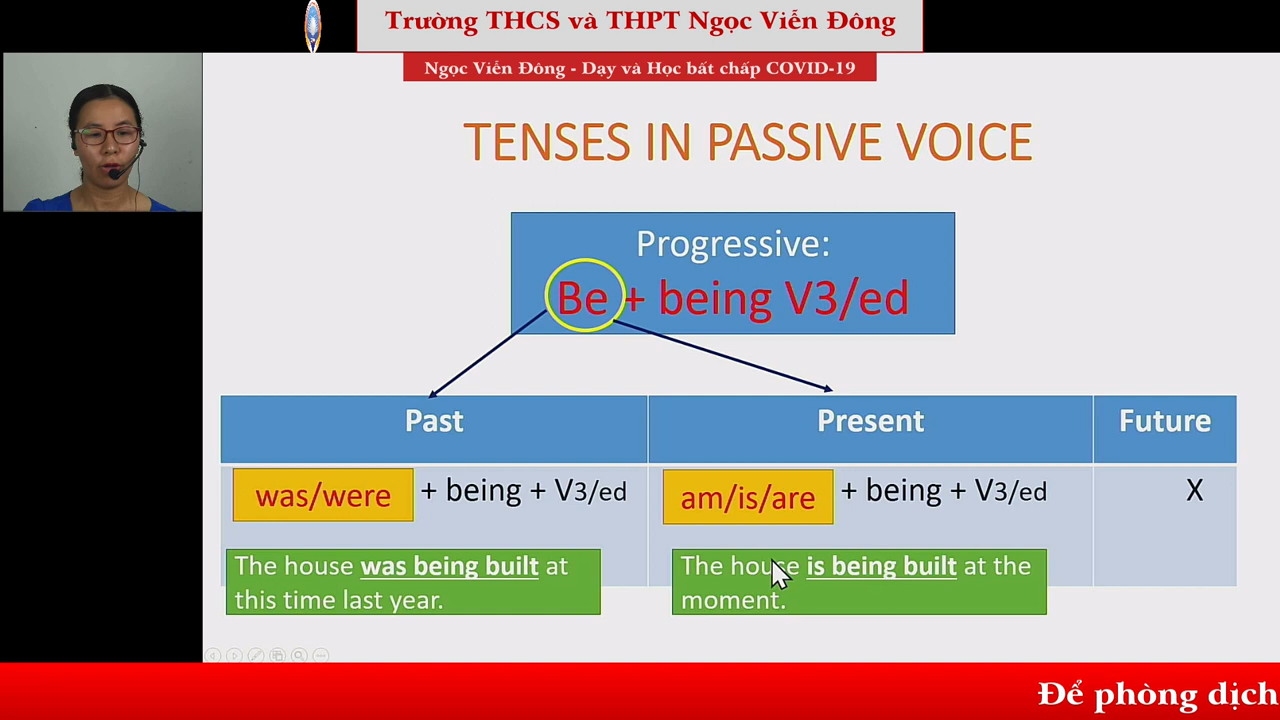 Trường THCS và THPT Ngọc Viễn Đông
Ngọc Viễn Đông - Dạy và Học bất chấp COVID-19
TENSES IN PASSIVE VOICE
Progressive:
Be + being V3/ed
Past
Present
Future
was/were + being + V3/ed
am/is/are + being + V3/ed
X
The house was being built at
this time last year.
The house is being built at the
moment.
Để phòng dịch